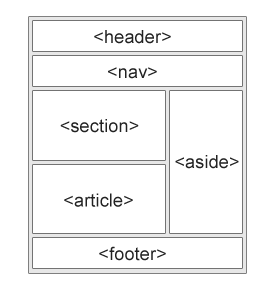 <header>
<nav>
<section>
<aside>
<article>
<footer>